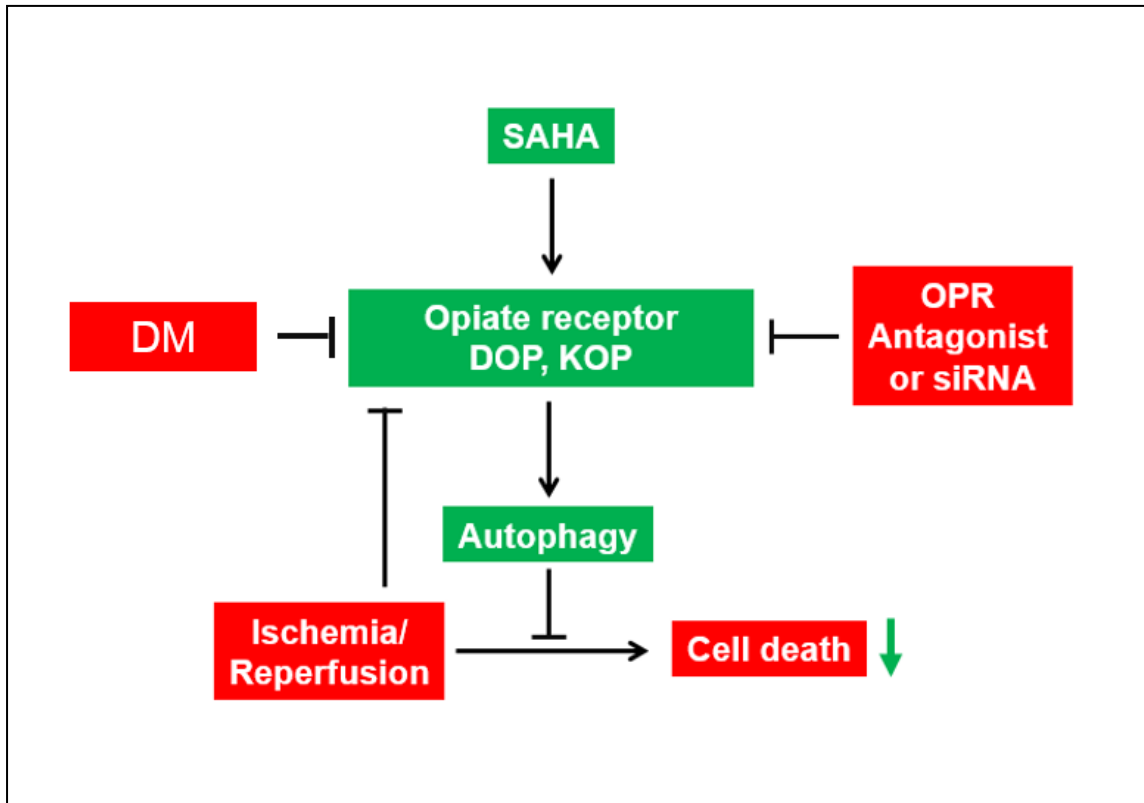 SAHA
DM
Opiate receptor
DOP, KOP
OPR
Antagonist
or siRNA
Autophagy
Ischemia/
Reperfusion
Cell death